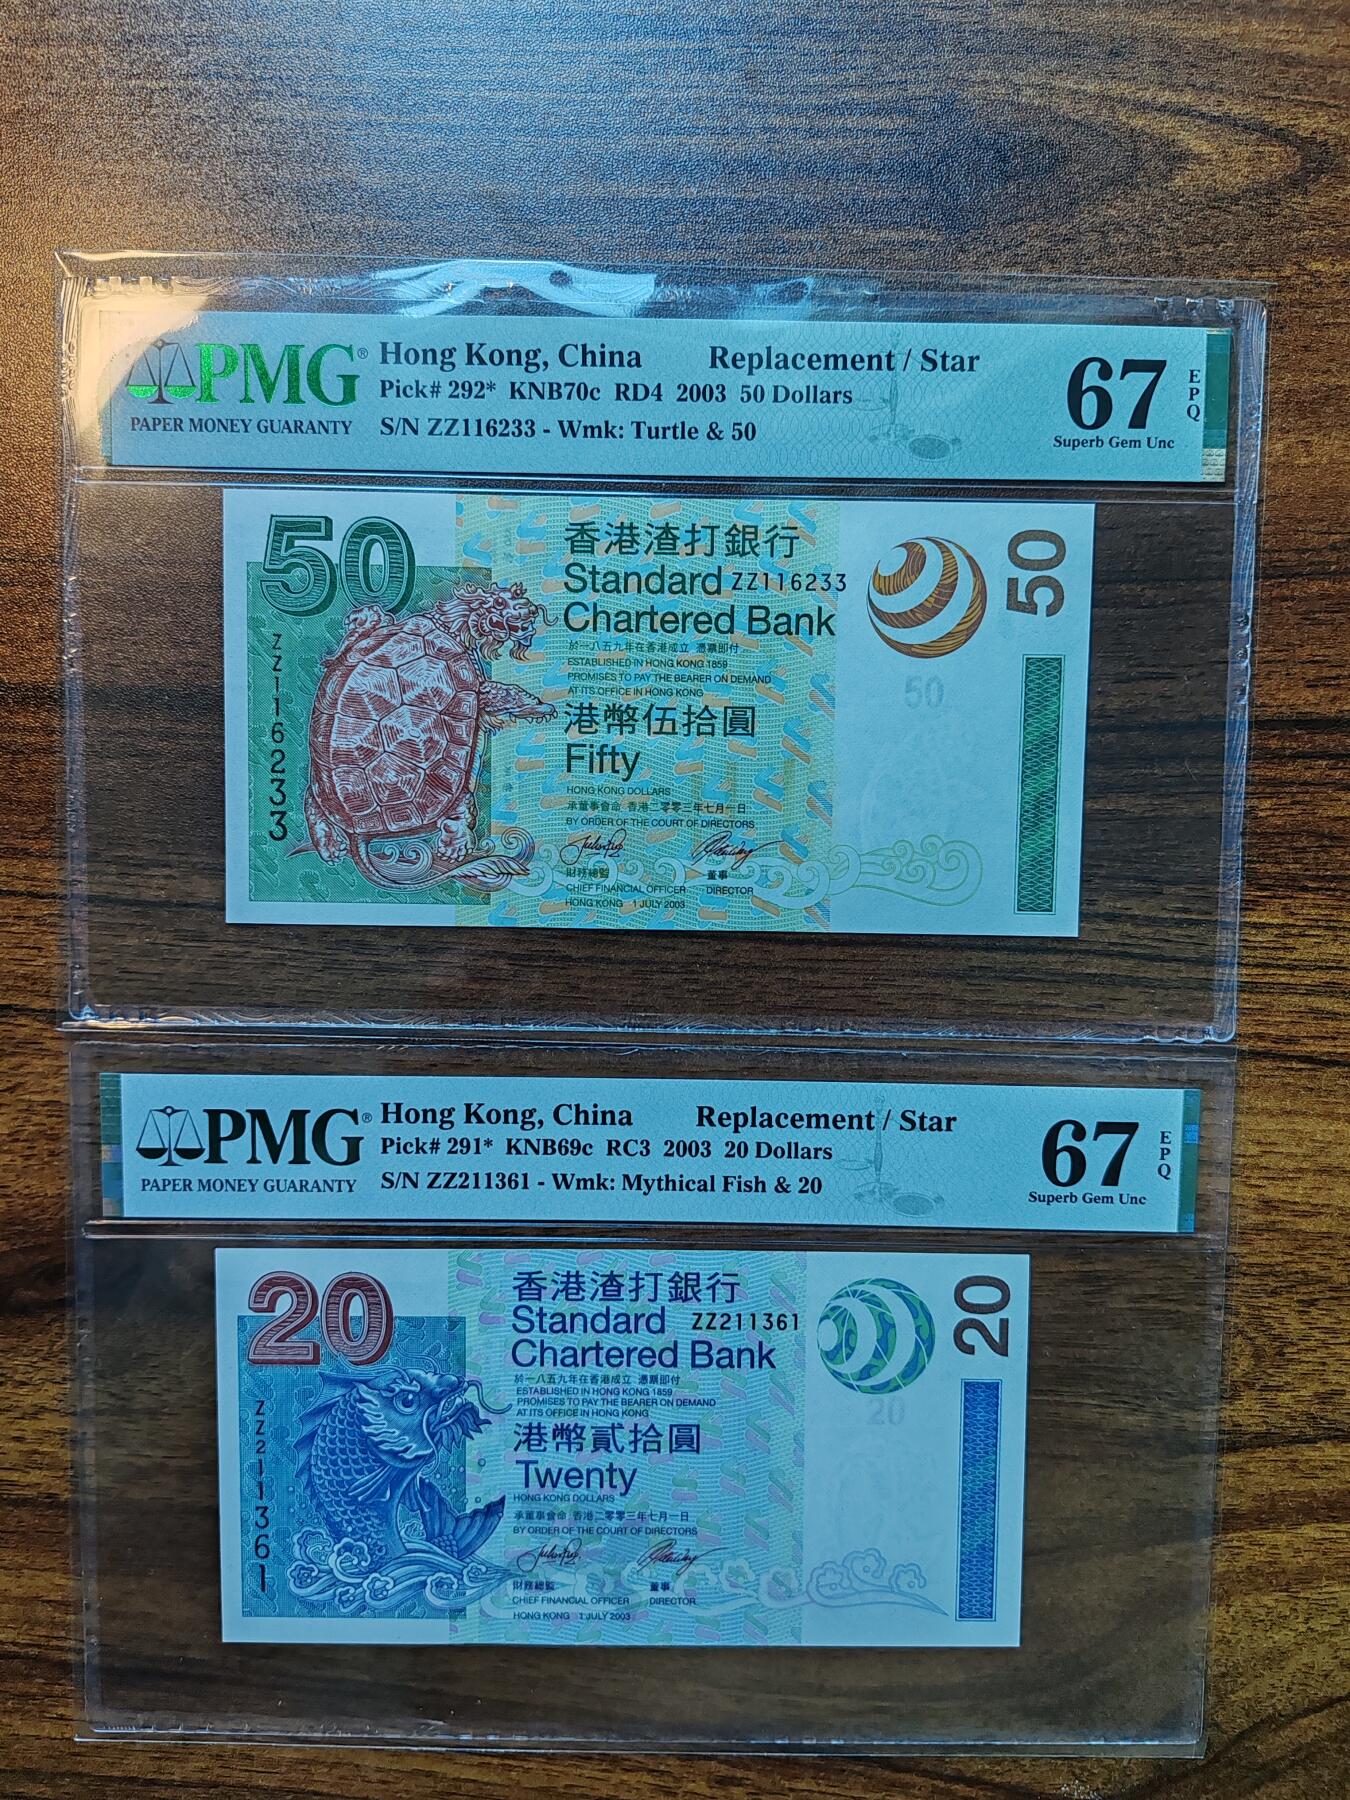 PMG®
PAPER MONEY GUARANTY
Hong Kong, China Replacement / Star
Pick# 292* KNB70c RD4 2003 50 Dollars
S/N ZZ116233 - Wmk: Turtle & 50
67
EPQ
Superb Gem Unc
50
ZZ116233
香港渣打銀行
Standard ZZ116233
Chartered Bank
於一八五九年在香港成立 憑票即付
ESTABLISHED IN HONG KONG 1859
PROMISES TO PAY THE BEARER ON DEMAND
AT ITS OFFICE IN HONG KONG
港幣伍拾圓
Fifty
HONG KONG DOLLARS
承董事會命 香港二零零三年七月一日
BY ORDER OF THE COURT OF DIRECTORS
財務總監 董事
CHIEF FINANCIAL OFFICER DIRECTOR
HONG KONG 1 JULY 2003
50
50
PMG®
PAPER MONEY GUARANTY
Hong Kong, China Replacement / Star
Pick# 291* KNB69c RC3 2003 20 Dollars
S/N ZZ211361 - Wmk: Mythical Fish & 20
67
EPQ
Superb Gem Unc
20
ZZ211361
香港渣打銀行
Standard ZZ211361
Chartered Bank
於一八五九年在香港成立 憑票即付
ESTABLISHED IN HONG KONG 1859
PROMISES TO PAY THE BEARER ON DEMAND
AT ITS OFFICE IN HONG KONG
港幣貳拾圓
Twenty
HONG KONG DOLLARS
承董事會命 香港二零零三年七月一日
BY ORDER OF THE COURT OF DIRECTORS
財務總監 董事
CHIEF FINANCIAL OFFICER DIRECTOR
HONG KONG 1 JULY 2003
20
20